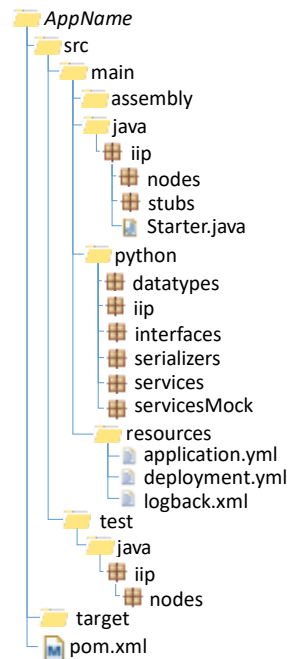 AppName
src
main
assembly
java
iip
nodes
stubs
Starter.java
python
datatypes
iip
interfaces
serializers
services
servicesMock
resources
application.yml
deployment.yml
logback.xml
test
java
iip
nodes
target
pom.xml